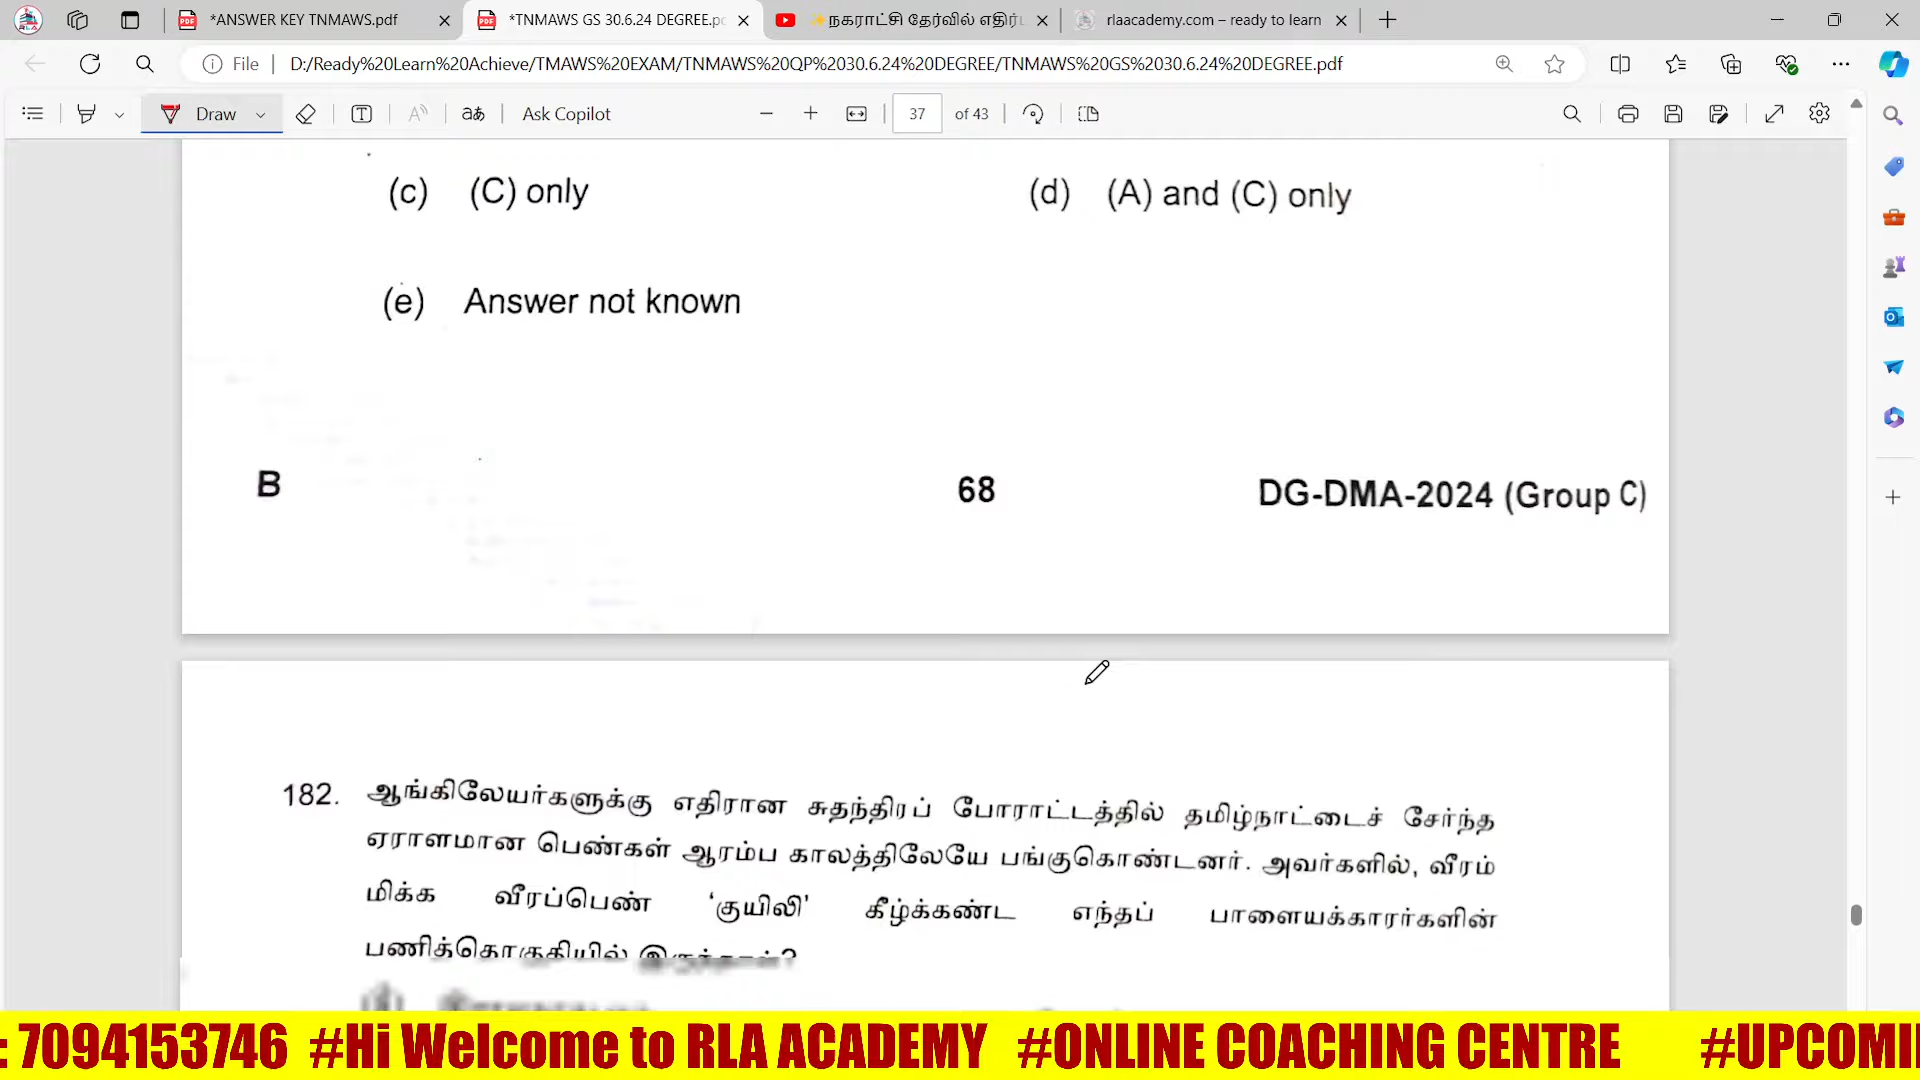 *ANSWER KEY TNMAWS.pdf
*TNMAWS GS 30.6.24 DEGREE.pc
நகராட்சி தேர்வில் எதிர்
rlaacademy.com – ready to learn
File
D:/Ready%20Learn%20Achieve/TMAWS%20EXAM/TNMAWS%20QP%2030.6.24%20DEGREE/TNMAWS%20GS%2030.6.24%20DEGREE.pdf
Draw
aあ
Ask Copilot
37 of 43
(c) (C) only
(d) (A) and (C) only
(e) Answer not known
B
68
DG-DMA-2024 (Group C)
182. ஆங்கிலேயர்களுக்கு எதிரான சுதந்திரப் போராட்டத்தில் தமிழ்நாட்டைச் சேர்ந்த
ஏராளமான பெண்கள் ஆரம்ப காலத்திலேயே பங்குகொண்டனர். அவர்களில், வீரம்
மிக்க வீரப்பெண் ‘குயிலி’ கீழ்க்கண்ட எந்தப் பாளையக்காரர்களின்
பணித்தொகுதியில் இருந்தாள்?
: 7094153746 #Hi Welcome to RLA ACADEMY #ONLINE COACHING CENTRE #UPCOMI